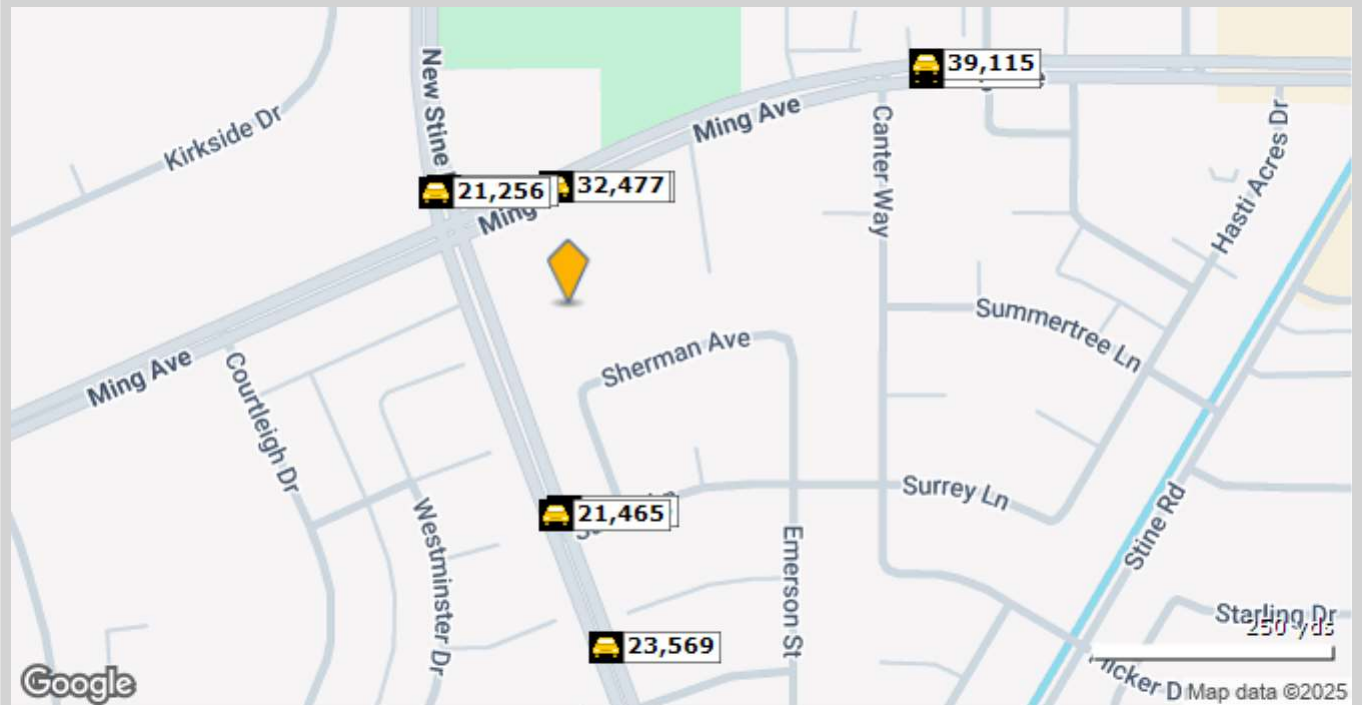 39,115
New Stine
Ming Ave
Kirkside Dr
Canter Way
Hasti Acres Dr
21,256
32,477
Ming
Summertree Ln
Sherman Ave
Ming Ave
Courtleigh Dr
Surrey Ln
21,465
Stine Rd
Westminster Dr
Emerson St
Starling Dr
250 yds
23,569
Google
Map data ©2025